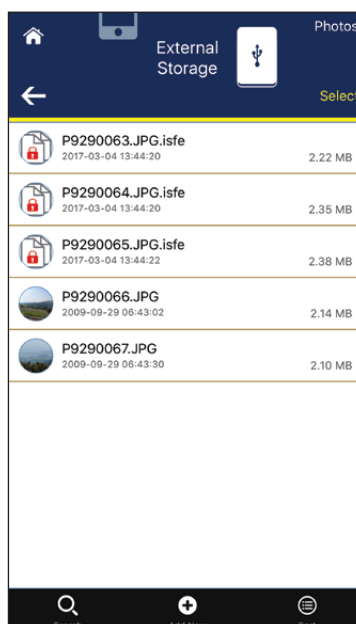 Photos
External
Storage
Select
P9290063.JPG.isfe
2017-03-04 13:44:20
2.22 MB
P9290064.JPG.isfe
2017-03-04 13:44:20
2.35 MB
P9290065.JPG.isfe
2017-03-04 13:44:22
2.38 MB
P9290066.JPG
2009-09-29 06:43:02
2.14 MB
P9290067.JPG
2009-09-29 06:43:30
2.10 MB